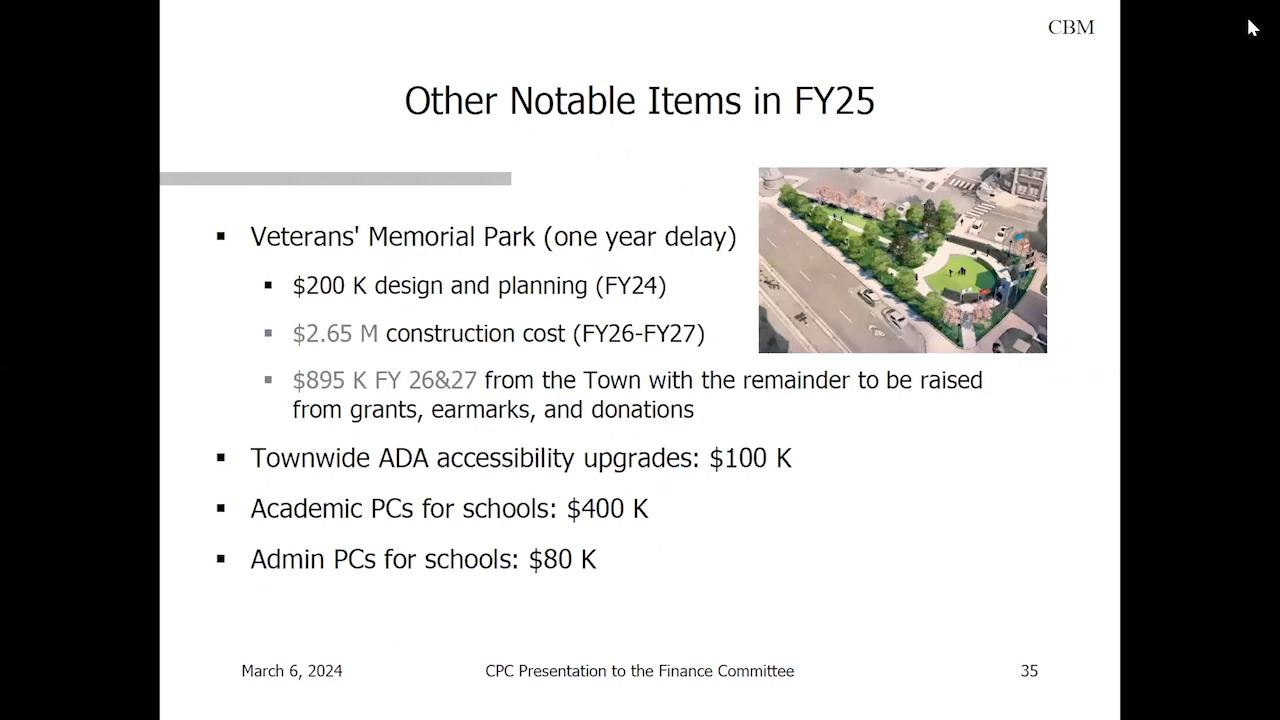 CBM
Other Notable Items in FY25
▪ Veterans' Memorial Park (one year delay)
▪ $200 K design and planning (FY24)
▪ $2.65 M construction cost (FY26-FY27)
▪ $895 K FY 26&27 from the Town with the remainder to be raised
from grants, earmarks, and donations
▪ Townwide ADA accessibility upgrades: $100 K
▪ Academic PCs for schools: $400 K
▪ Admin PCs for schools: $80 K
March 6, 2024 CPC Presentation to the Finance Committee 35